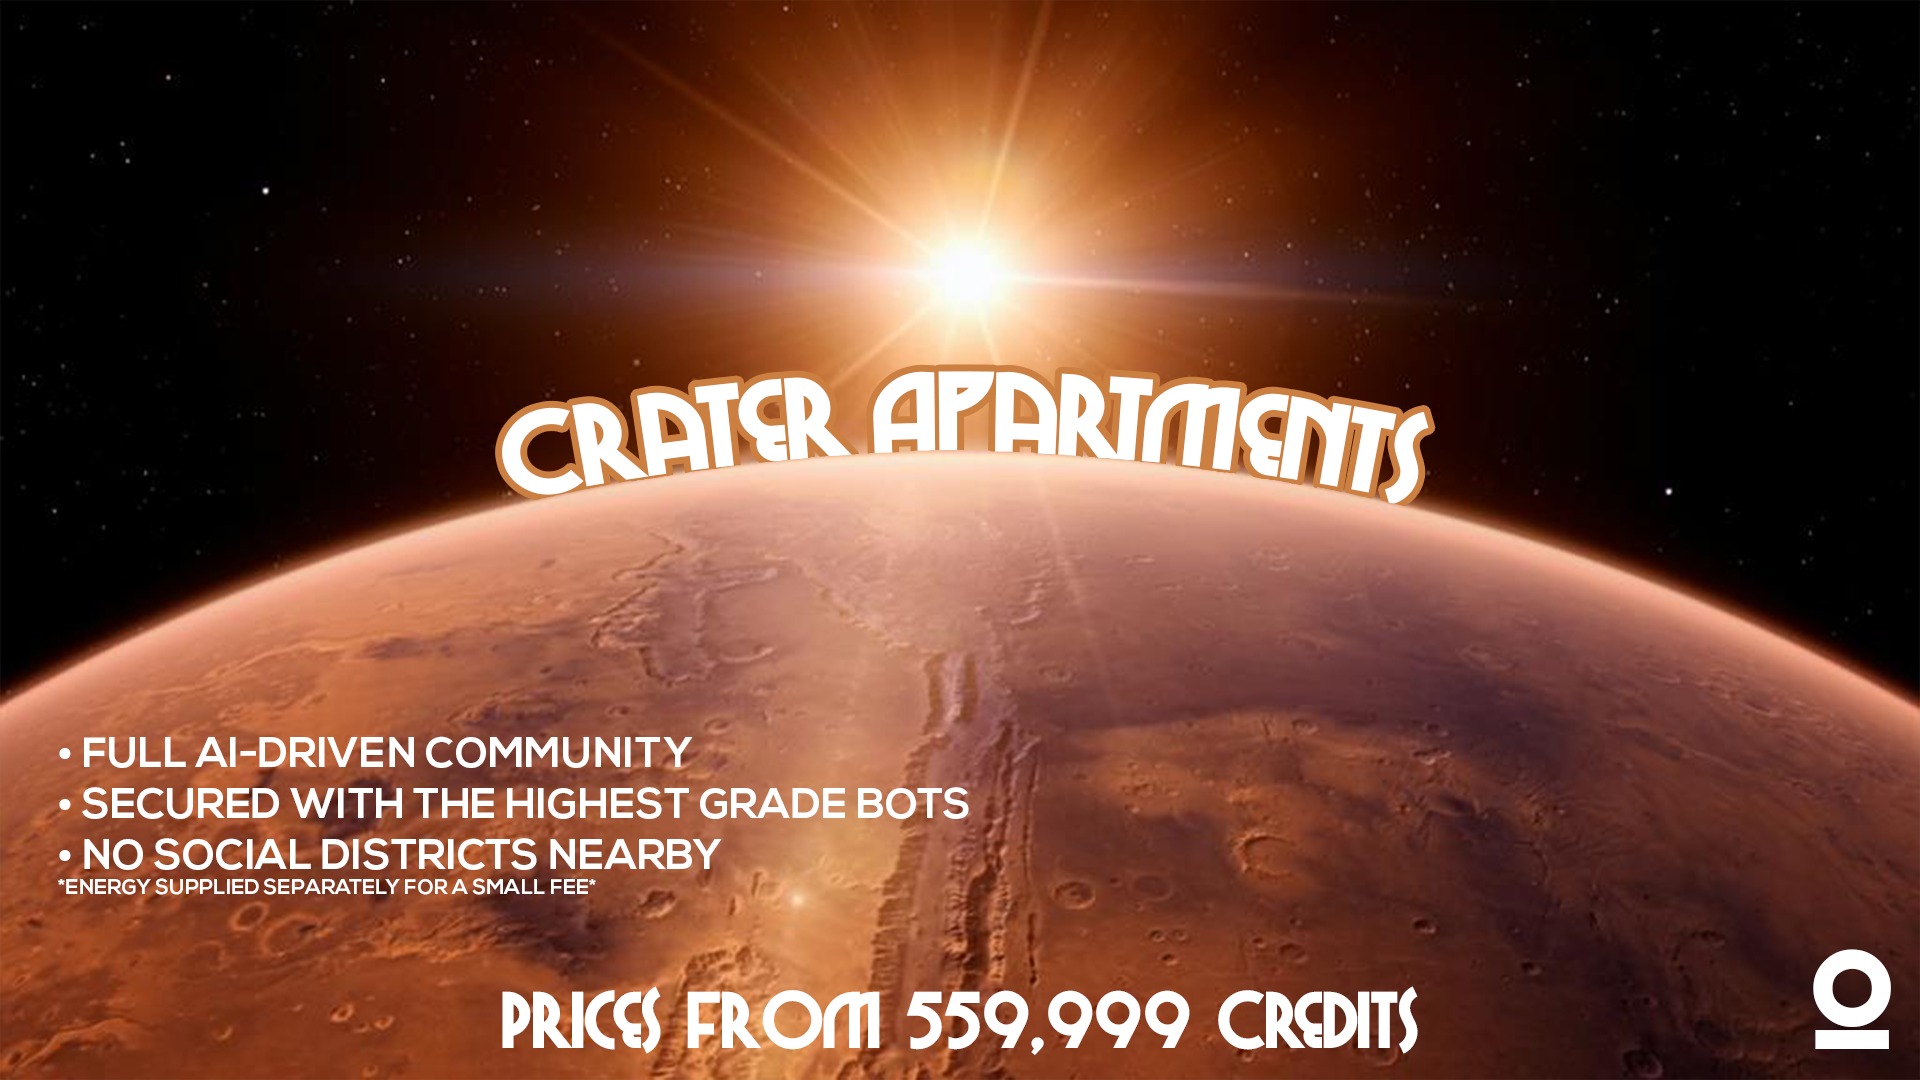 CRATER APARTMENTS
• FULL AI-DRIVEN COMMUNITY
• SECURED WITH THE HIGHEST GRADE BOTS
• NO SOCIAL DISTRICTS NEARBY
*ENERGY SUPPLIED SEPARATELY FOR A SMALL FEE*
PRICES FROM 559,999 CREDITS